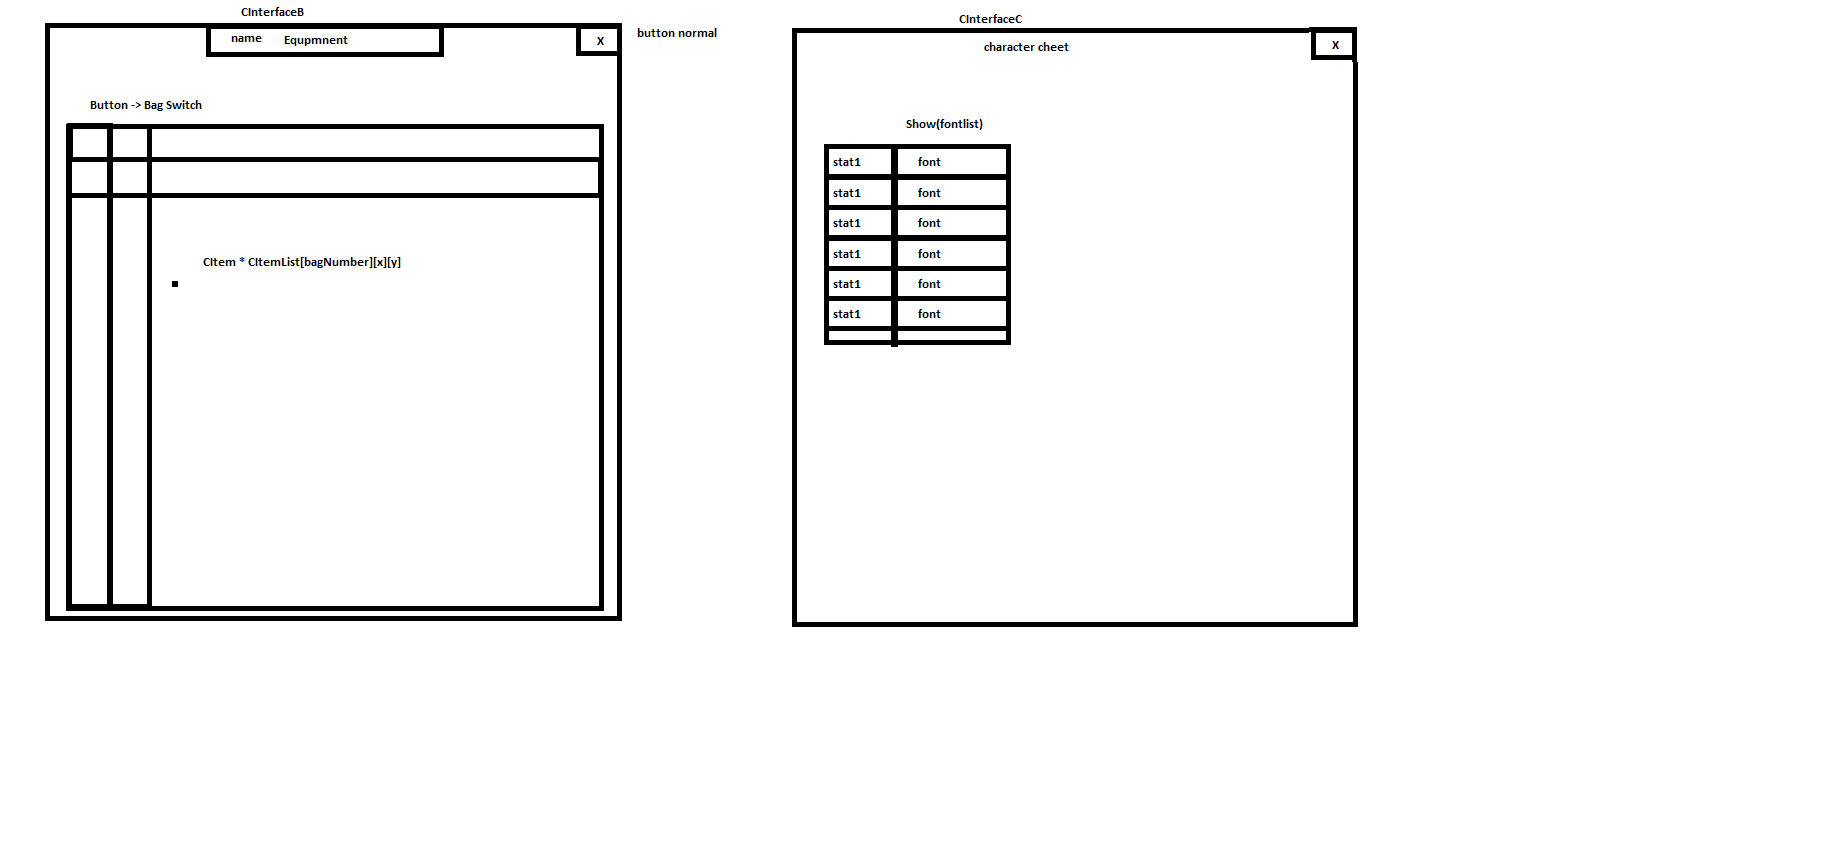 CInterfaceB
name Equpmnent
X
button normal
Button -> Bag Switch
CItem * CItemList[bagNumber][x][y]
CInterfaceC
character cheet
X
Show(fontlist)
stat1 font
stat1 font
stat1 font
stat1 font
stat1 font
stat1 font